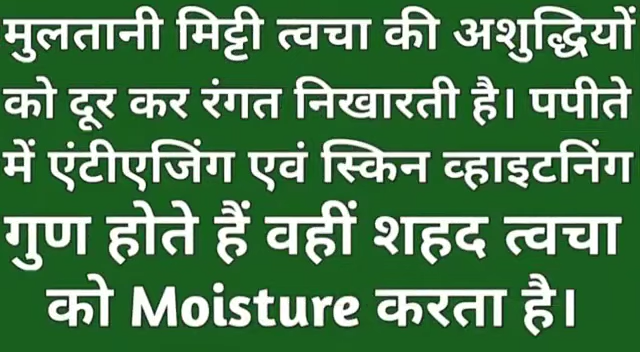 मुलतानी मिट्टी त्वचा की अशुद्धियों
को दूर कर रंगत निखारती है। पपीते
में एंटीएजिंग एवं स्किन व्हाइटनिंग
गुण होते हैं वहीं शहद त्वचा
को Moisture करता है।